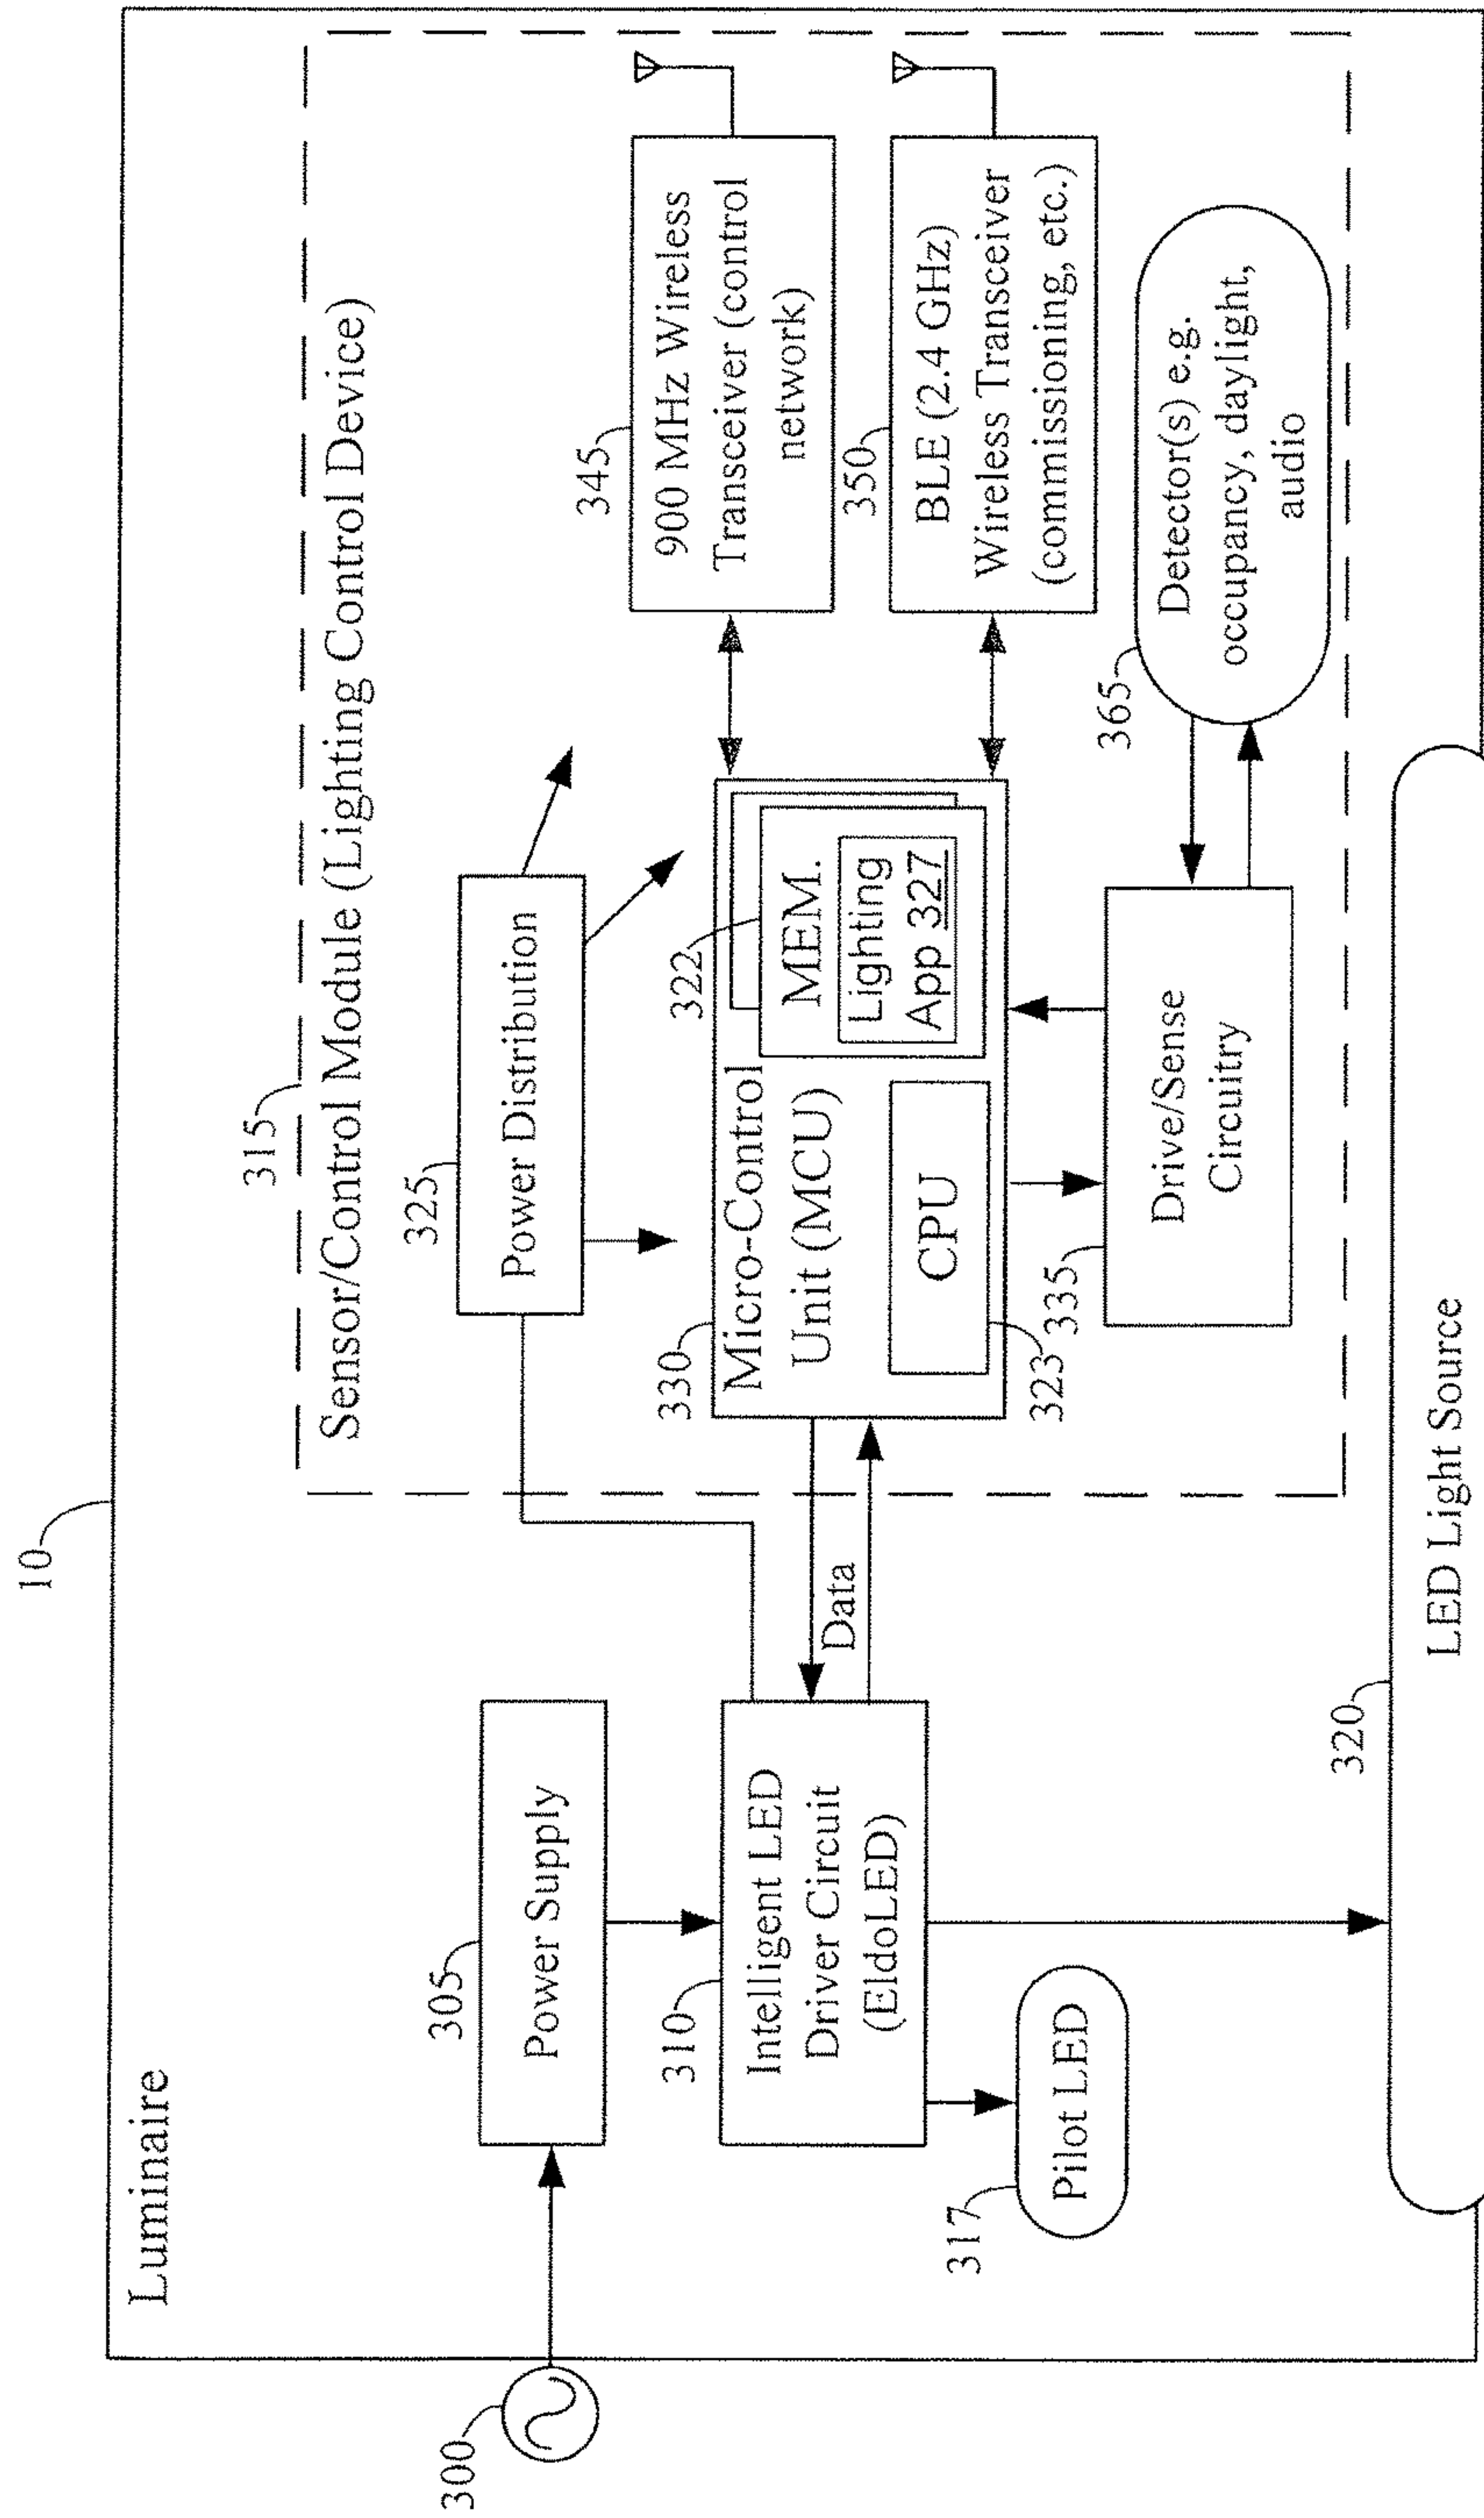 10
Luminaire
315
Sensor/Control Module (Lighting Control Device)
300
305
Power Supply
310
Intelligent LED
Driver Circuit
(EldoLED)
317
Pilot LED
Data
325
Power Distribution
330
Micro-Control
Unit (MCU)
322
MEM.
Lighting
App 327
CPU
323
335
Drive/Sense
Circuitry
345
900 MHz Wireless
Transceiver (control
network)
350
BLE (2.4 GHz)
Wireless Transceiver
(commissioning, etc.)
365
Detector(s) e.g.
occupancy, daylight,
audio
320
LED Light Source